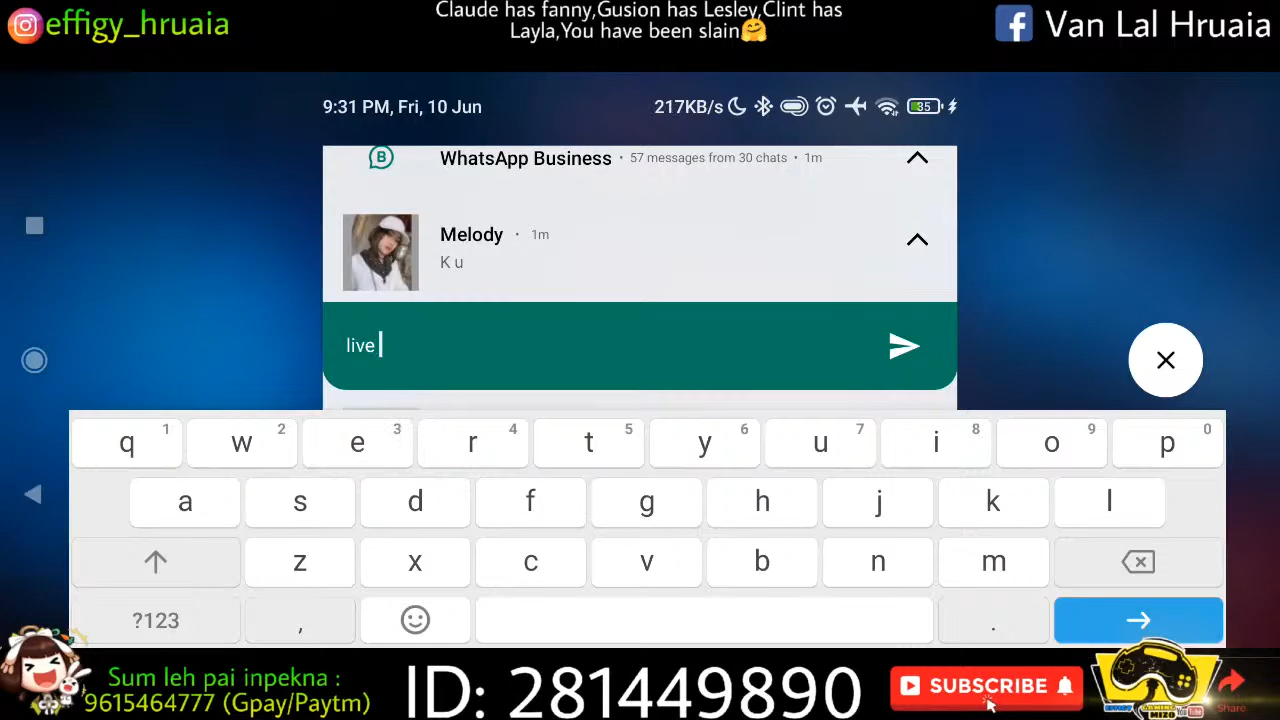 effigy_hruaia
Claude has fanny,Gusion has Lesley,Clint has
Layla,You have been slain🤗
Van Lal Hruaia
9:31 PM, Fri, 10 Jun
217KB/s
35
WhatsApp Business • 57 messages from 30 chats • 1m
Melody • 1m
K u
live
q 1 w 2 e 3 r 4 t 5 y 6 u 7 i 8 o 9 p 0
a s d f g h j k l
z x c v b n m
?123 , .
Sum leh pai inpekna :
9615464777 (Gpay/Paytm)
ID: 281449890
SUBSCRIBE
Share